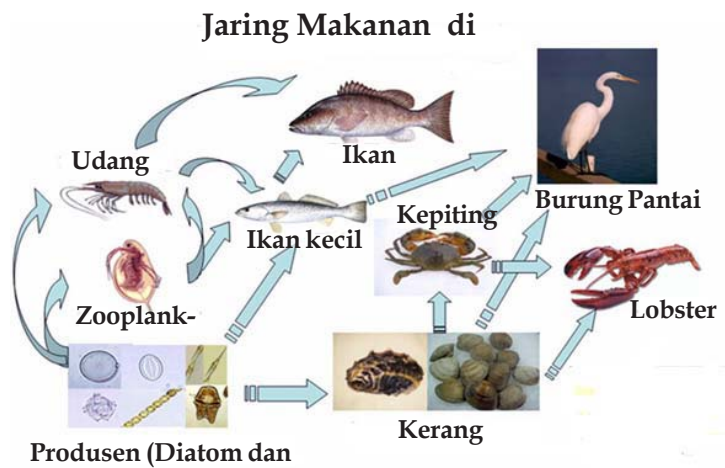 Jaring Makanan di
Udang
Ikan
Ikan kecil
Kepiting
Burung Pantai
Zooplank-
Lobster
Kerang
Produsen (Diatom dan